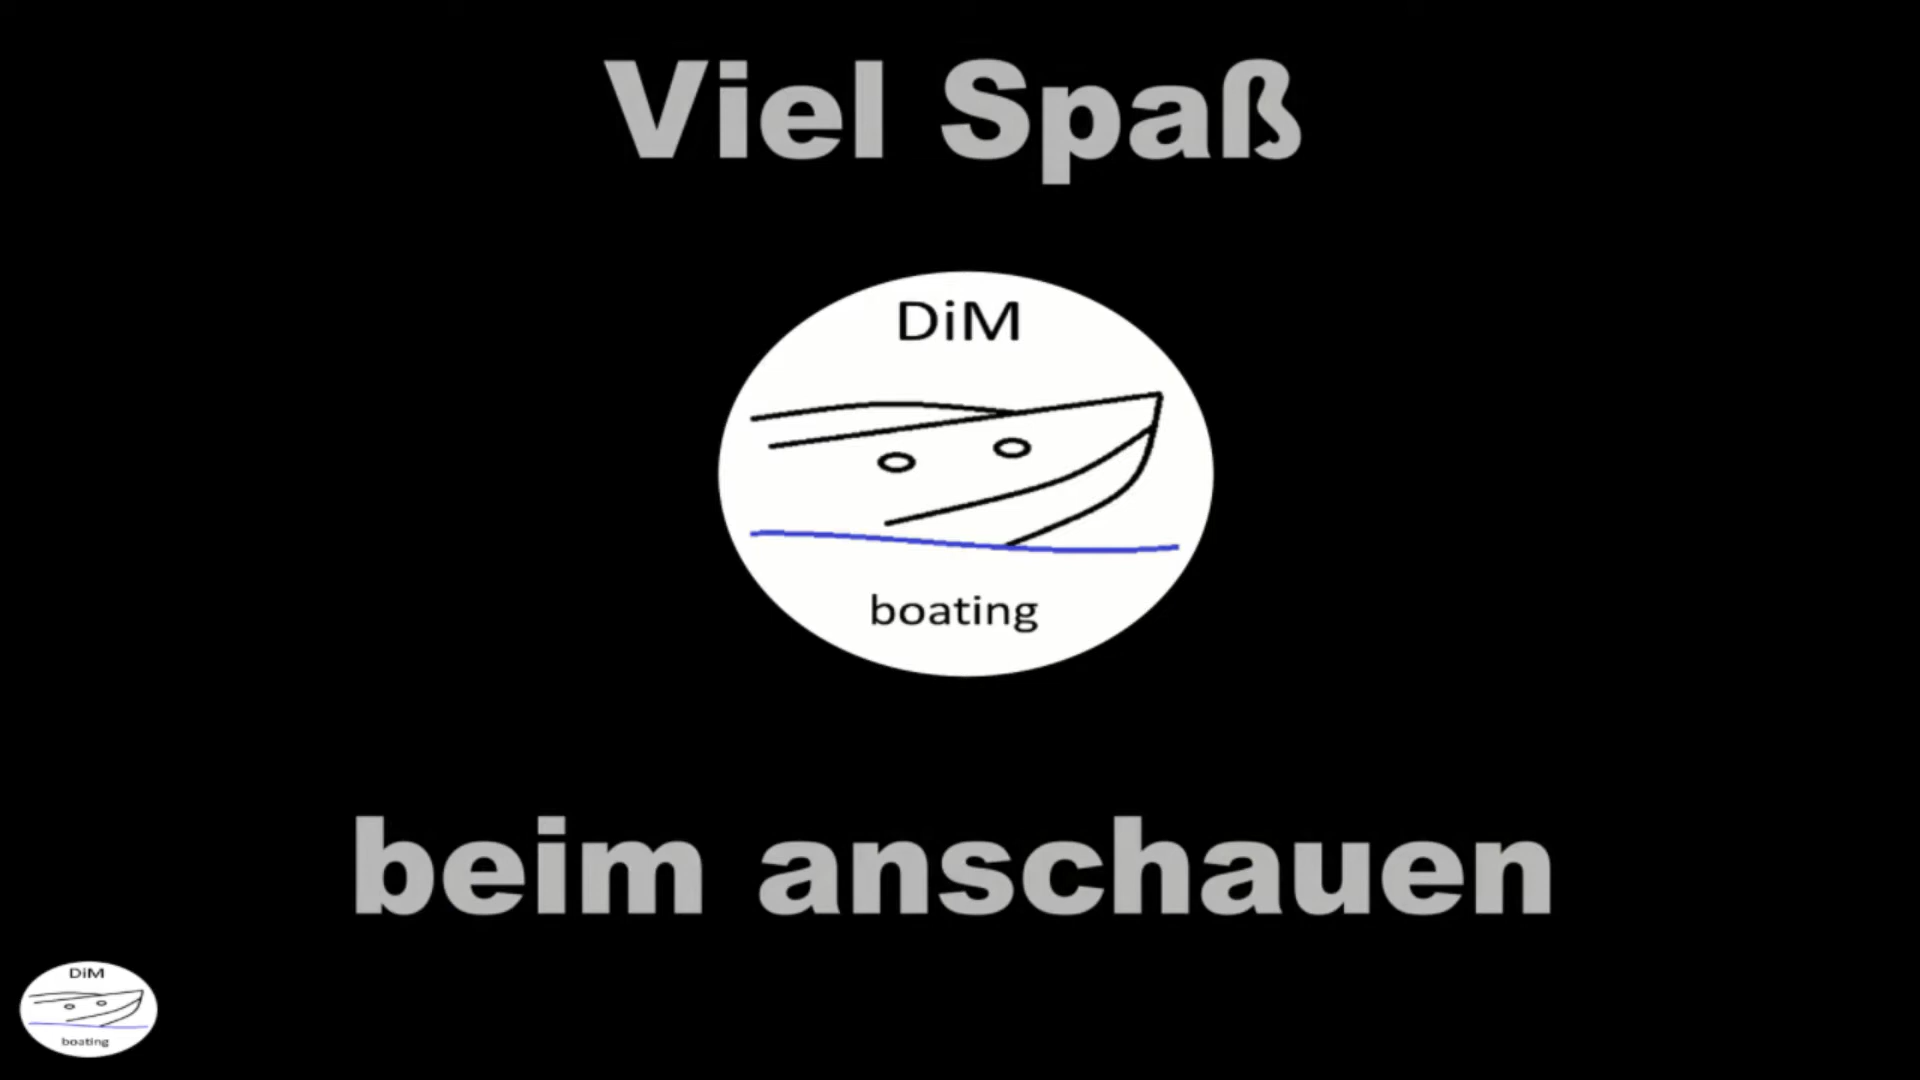 Viel Spaß
DiM
boating
beim anschauen
DiM
boating